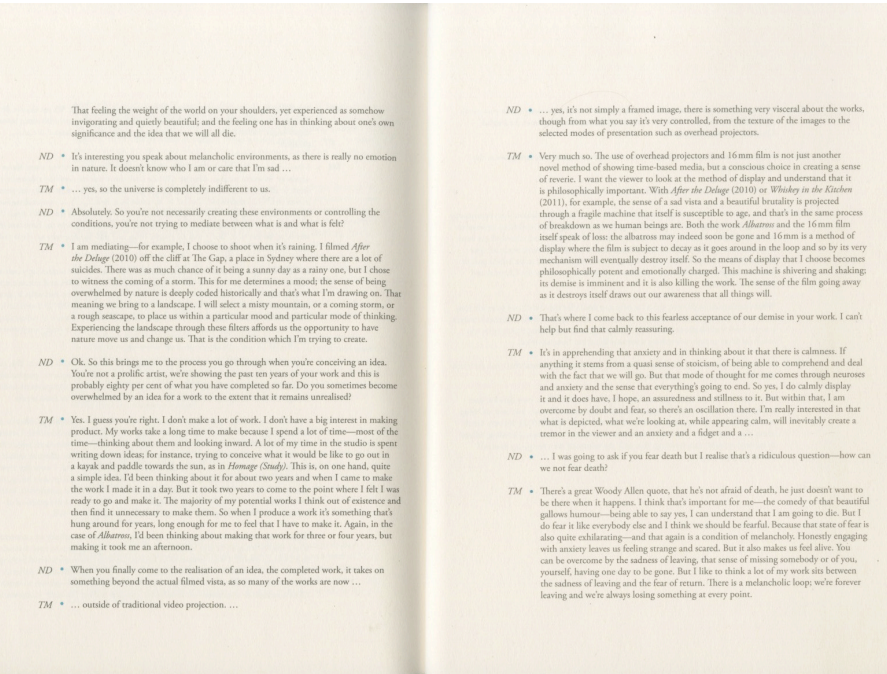 That feeling the weight of the world on your shoulders, yet experienced as somehow
invigorating and quietly beautiful; and the feeling one has in thinking about one's own
significance and the idea that we will all die.
ND • It's interesting you speak about melancholic environments, as there is really no emotion
in nature. It doesn't know who I am or care that I'm sad …
TM • … yes, so the universe is completely indifferent to us.
ND • Absolutely. So you're not necessarily creating these environments or controlling the
conditions, you're not trying to mediate between what is and what is felt?
TM • I am mediating—for example, I choose to shoot when it's raining. I filmed After
the Deluge (2010) off the cliff at The Gap, a place in Sydney where there are a lot of
suicides. There was as much chance of it being a sunny day as a rainy one, but I chose
to witness the coming of a storm. This for me determines a mood; the sense of being
overwhelmed by nature is deeply coded historically and that's what I'm drawing on. That
meaning we bring to a landscape. I will select a misty mountain, or a coming storm, or
a rough seascape, to place us within a particular mood and particular mode of thinking.
Experiencing the landscape through these filters affords us the opportunity to have
nature move us and change us. That is the condition which I'm trying to create.
ND • Ok. So this brings me to the process you go through when you're conceiving an idea.
You're not a prolific artist, we're showing the past ten years of your work and this is
probably eighty per cent of what you have completed so far. Do you sometimes become
overwhelmed by an idea for a work to the extent that it remains unrealised?
TM • Yes. I guess you're right. I don't make a lot of work. I don't have a big interest in making
product. My works take a long time to make because I spend a lot of time—most of the
time—thinking about them and looking inward. A lot of my time in the studio is spent
writing down ideas; for instance, trying to conceive what it would be like to go out in
a kayak and paddle towards the sun, as in Homage (Study). This is, on one hand, quite
a simple idea. I'd been thinking about it for about two years and when I came to make
the work I made it in a day. But it took two years to come to the point where I felt I was
ready to go and make it. The majority of my potential works I think out of existence and
then find it unnecessary to make them. So when I produce a work it's something that's
hung around for years, long enough for me to feel that I have to make it. Again, in the
case of Albatross, I'd been thinking about making that work for three or four years, but
making it took me an afternoon.
ND • When you finally come to the realisation of an idea, the completed work, it takes on
something beyond the actual filmed vista, as so many of the works are now …
TM • … outside of traditional video projection. …
ND • … yes, it's not simply a framed image, there is something very visceral about the works,
though from what you say it's very controlled, from the texture of the images to the
selected modes of presentation such as overhead projectors.
TM • Very much so. The use of overhead projectors and 16 mm film is not just another
novel method of showing time-based media, but a conscious choice in creating a sense
of reverie. I want the viewer to look at the method of display and understand that it
is philosophically important. With After the Deluge (2010) or Whiskey in the Kitchen
(2011), for example, the sense of a sad vista and a beautiful brutality is projected
through a fragile machine that itself is susceptible to age, and that's in the same process
of breakdown as we human beings are. Both the work Albatross and the 16 mm film
itself speak of loss: the albatross may indeed soon be gone and 16 mm is a method of
display where the film is subject to decay as it goes around in the loop and so by its very
mechanism will eventually destroy itself. So the means of display that I choose becomes
philosophically potent and emotionally charged. This machine is shivering and shaking;
its demise is imminent and it is also killing the work. The sense of the film going away
as it destroys itself draws out our awareness that all things will.
ND • That's where I come back to this fearless acceptance of our demise in your work. I can't
help but find that calmly reassuring.
TM • It's in apprehending that anxiety and in thinking about it that there is calmness. If
anything it stems from a quasi sense of stoicism, of being able to comprehend and deal
with the fact that we will go. But that mode of thought for me comes through neuroses
and anxiety and the sense that everything's going to end. So yes, I do calmly display
it and it does have, I hope, an assuredness and stillness to it. But within that, I am
overcome by doubt and fear, so there's an oscillation there. I'm really interested in that
what is depicted, what we're looking at, while appearing calm, will inevitably create a
tremor in the viewer and an anxiety and a fidget and a …
ND • … I was going to ask if you fear death but I realise that's a ridiculous question—how can
we not fear death?
TM • There's a great Woody Allen quote, that he's not afraid of death, he just doesn't want to
be there when it happens. I think that's important for me—the comedy of that beautiful
gallows humour—being able to say yes, I can understand that I am going to die. But I
do fear it like everybody else and I think we should be fearful. Because that state of fear is
also quite exhilarating—and that again is a condition of melancholy. Honestly engaging
with anxiety leaves us feeling strange and scared. But it also makes us feel alive. You
can be overcome by the sadness of leaving, that sense of missing somebody or of you,
yourself, having one day to be gone. But I like to think a lot of my work sits between
the sadness of leaving and the fear of return. There is a melancholic loop; we're forever
leaving and we're always losing something at every point.